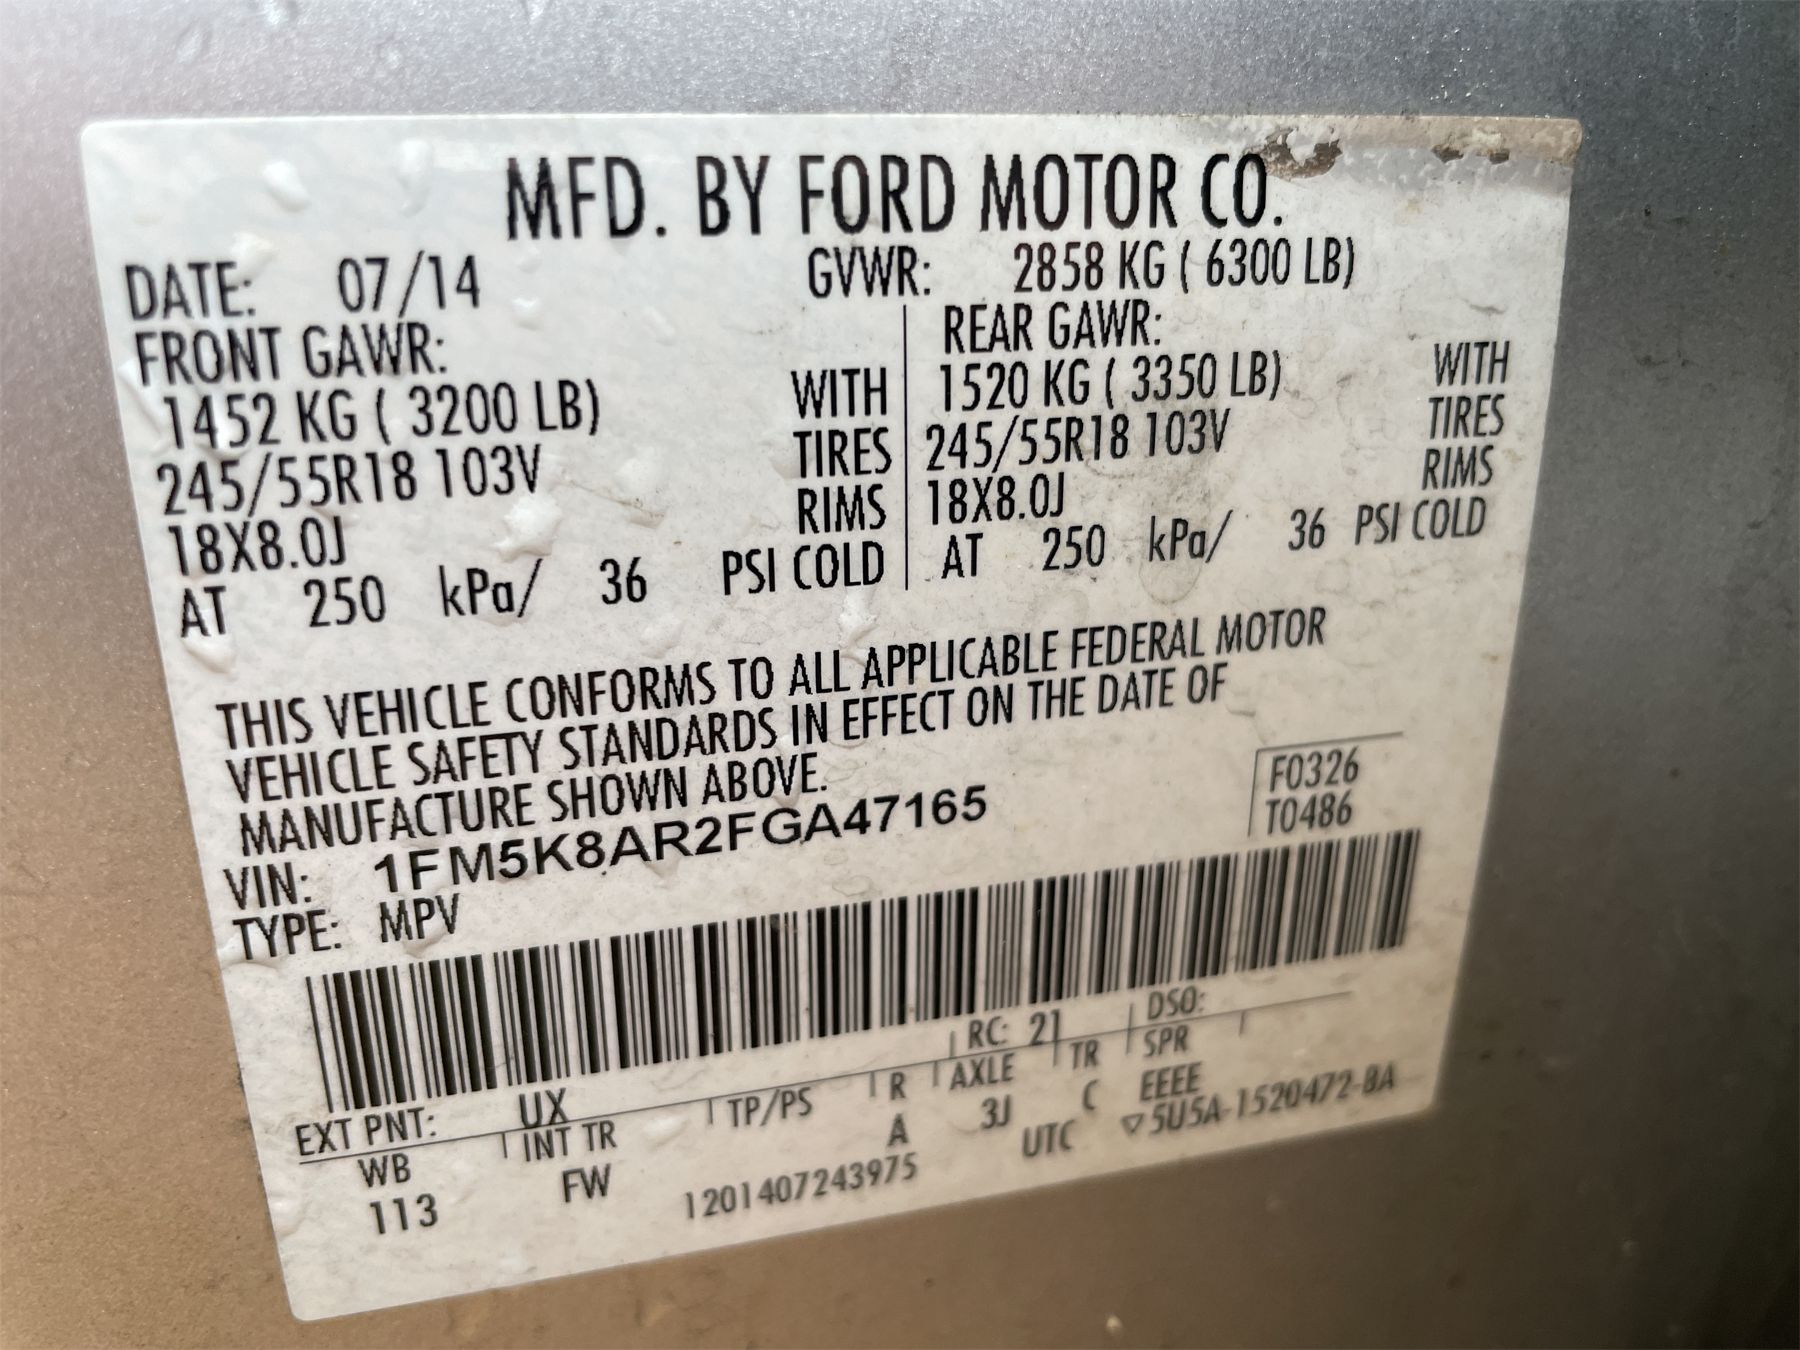 MFD. BY FORD MOTOR CO.
DATE: 07/14 GVWR: 2858 KG ( 6300 LB)
FRONT GAWR: REAR GAWR:
1452 KG ( 3200 LB) WITH 1520 KG ( 3350 LB) WITH
245/55R18 103V TIRES 245/55R18 103V TIRES
18X8.0J RIMS 18X8.0J RIMS
AT 250 kPa/ 36 PSI COLD AT 250 kPa/ 36 PSI COLD
THIS VEHICLE CONFORMS TO ALL APPLICABLE FEDERAL MOTOR
VEHICLE SAFETY STANDARDS IN EFFECT ON THE DATE OF
MANUFACTURE SHOWN ABOVE.
F0326
T0486
VIN: 1FM5K8AR2FGA47165
TYPE: MPV
EXT PNT: UX RC: 21 DSO:
WB INT TR TP/PS R AXLE TR SPR
113 FW A 3J C EEEE
1201407243975 UTC ▽5U5A-1520472-BA